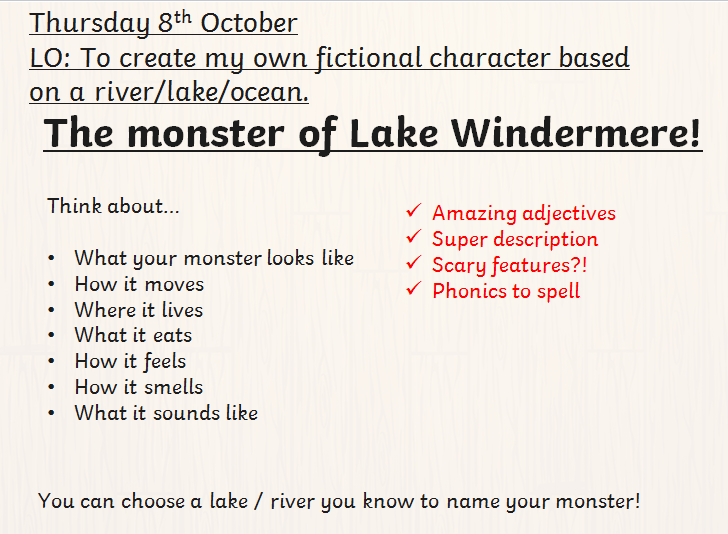 Thursday 8th October
LO: To create my own fictional character based
on a river/lake/ocean.
The monster of Lake Windermere!
Think about...
• What your monster looks like
• How it moves
• Where it lives
• What it eats
• How it feels
• How it smells
• What it sounds like
✓ Amazing adjectives
✓ Super description
✓ Scary features?!
✓ Phonics to spell
You can choose a lake / river you know to name your monster!